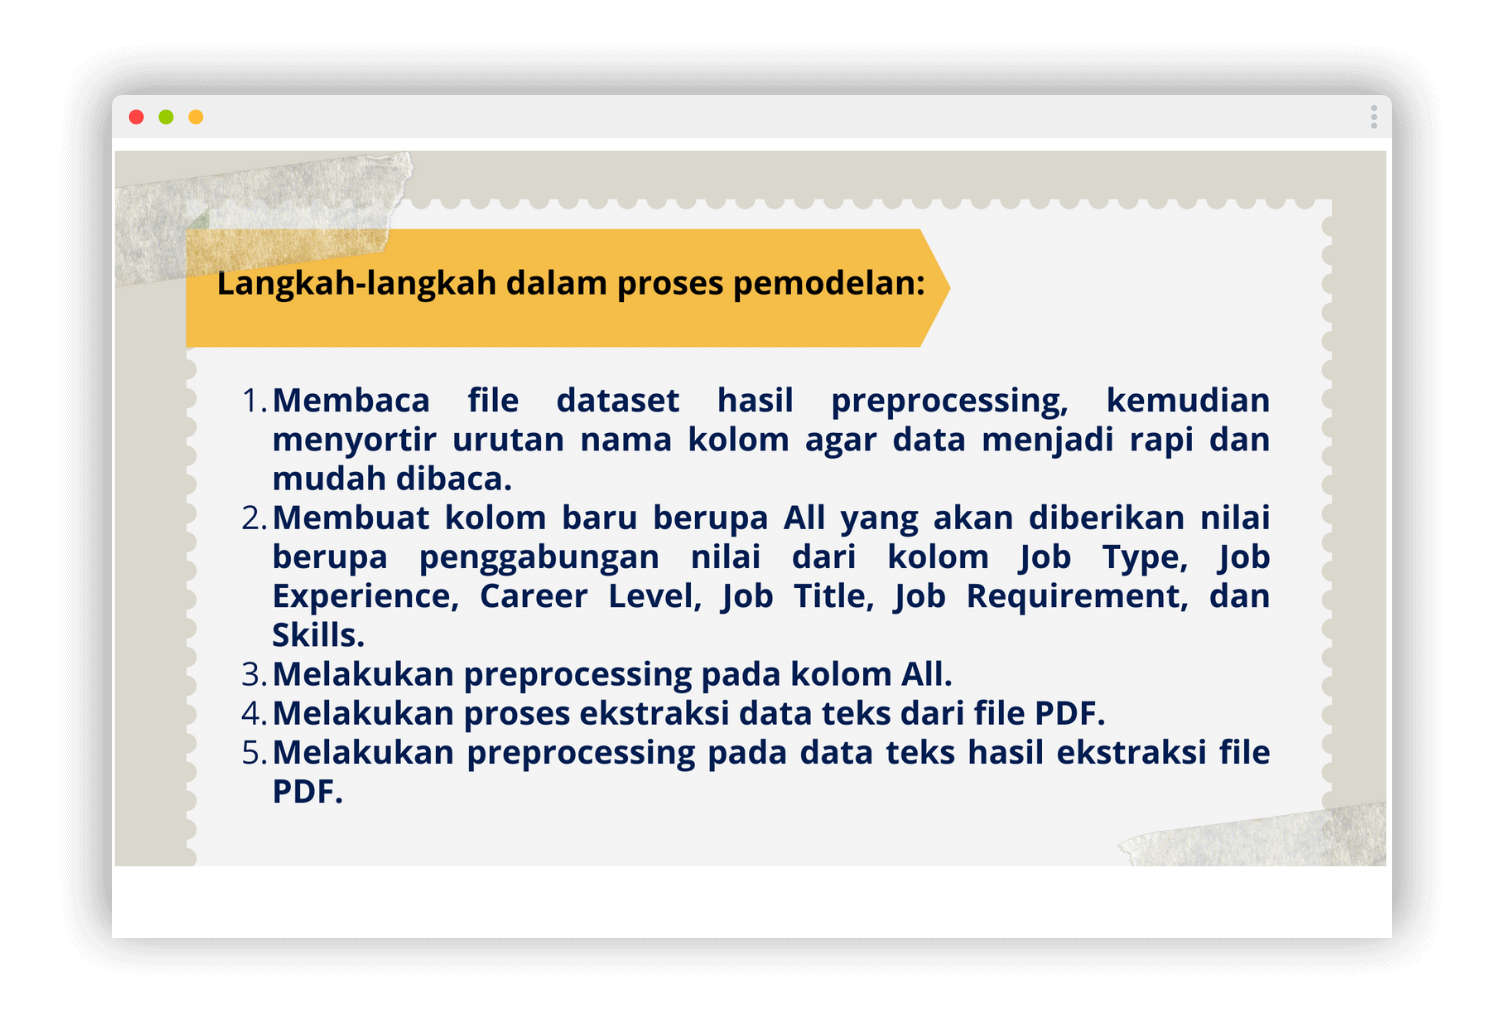 Langkah-langkah dalam proses pemodelan:
1. Membaca file dataset hasil preprocessing, kemudian
menyortir urutan nama kolom agar data menjadi rapi dan
mudah dibaca.
2. Membuat kolom baru berupa All yang akan diberikan nilai
berupa penggabungan nilai dari kolom Job Type, Job
Experience, Career Level, Job Title, Job Requirement, dan
Skills.
3. Melakukan preprocessing pada kolom All.
4. Melakukan proses ekstraksi data teks dari file PDF.
5. Melakukan preprocessing pada data teks hasil ekstraksi file
PDF.